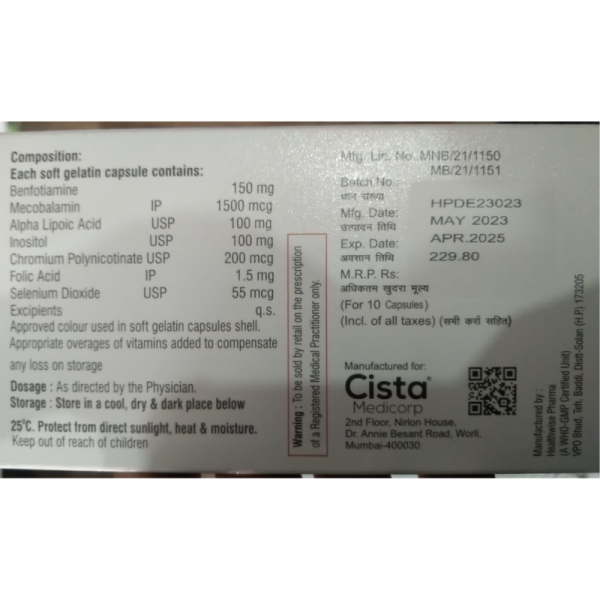 Composition:
Each soft gelatin capsule contains:
Benfotiamine 150 mg
Mecobalamin IP 1500 mcg
Alpha Lipoic Acid USP 100 mg
Inositol USP 100 mg
Chromium Polynicotinate USP 200 mcg
Folic Acid IP 1.5 mg
Selenium Dioxide USP 55 mcg
Excipients q.s.
Approved colour used in soft gelatin capsules shell.
Appropriate overages of vitamins added to compensate
any loss on storage
Dosage : As directed by the Physician.
Storage : Store in a cool, dry & dark place below
25°C. Protect from direct sunlight, heat & moisture.
Keep out of reach of children
Warning : To be sold by retail on the prescription
of a Registered Medical Practitioner only.
Mfg. Lic. No. MNB/21/1150
MB/21/1151
Batch No.:
घान संख्या HPDE23023
Mfg. Date: MAY 2023
उत्पादन तिथि
Exp. Date: APR.2025
अवसान तिथि 229.80
M.R.P. Rs:
अधिकतम खुदरा मूल्य
(For 10 Capsules)
(Incl. of all taxes) (सभी करों सहित)
Manufactured for:
Cista®
Medicorp
2nd Floor, Nirlon House,
Dr. Annie Besant Road, Worli,
Mumbai-400030
Manufactured by :
Healthwise Pharma
(A WHO-GMP Certified Unit)
VPO Bhud, Teh. Baddi, Distt-Solan (H.P.) 173205